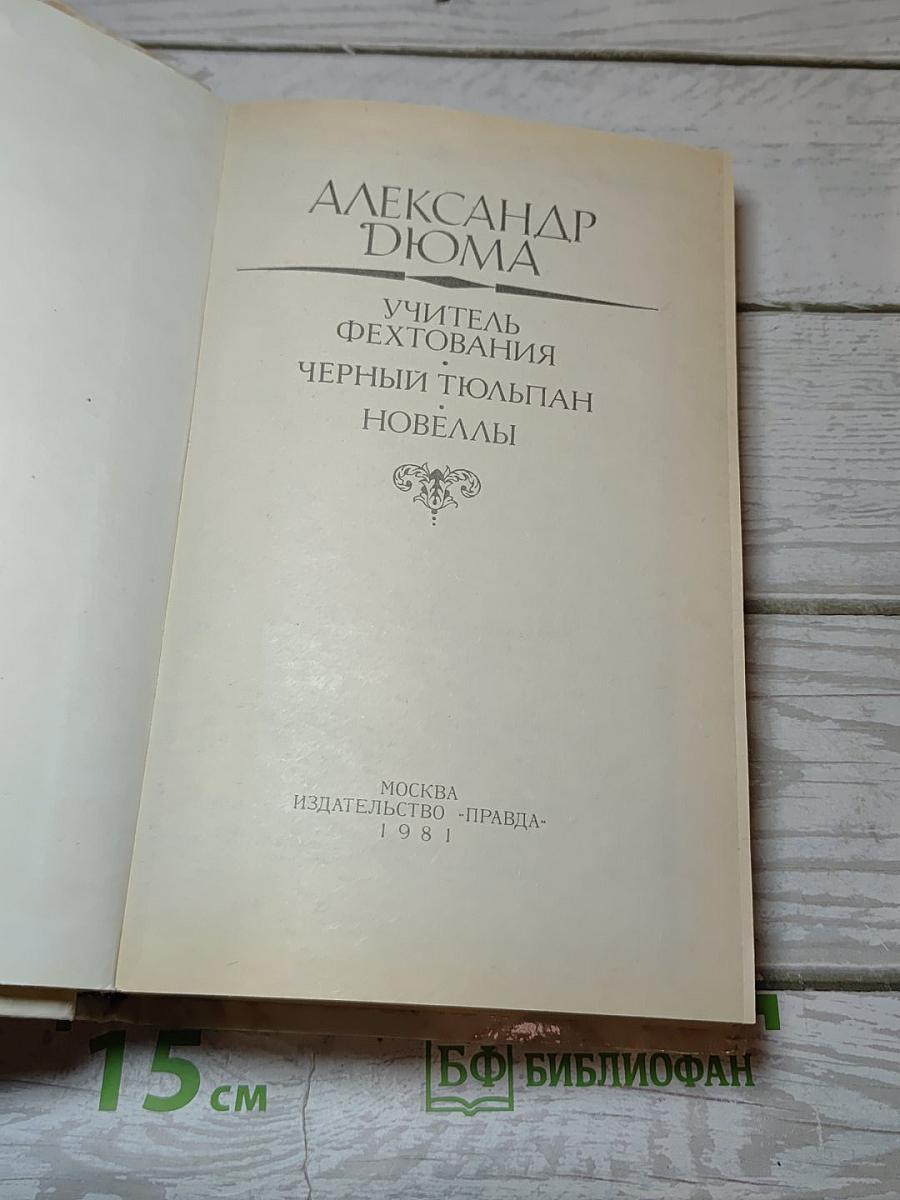 АЛЕКСАНДР
ДЮМА
УЧИТЕЛЬ
ФЕХТОВАНИЯ
•
ЧЕРНЫЙ ТЮЛЬПАН
•
НОВЕЛЛЫ
МОСКВА
ИЗДАТЕЛЬСТВО «ПРАВДА»
1981
15 см
БФ БИБЛИОФАН